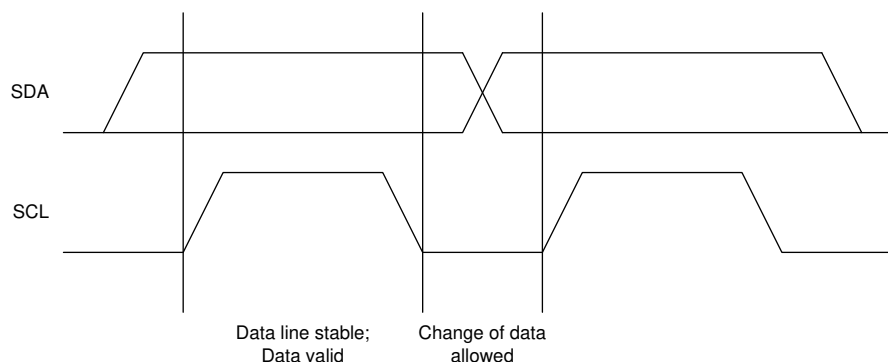 SDA
SCL
Data line stable;
Data valid
Change of data
allowed